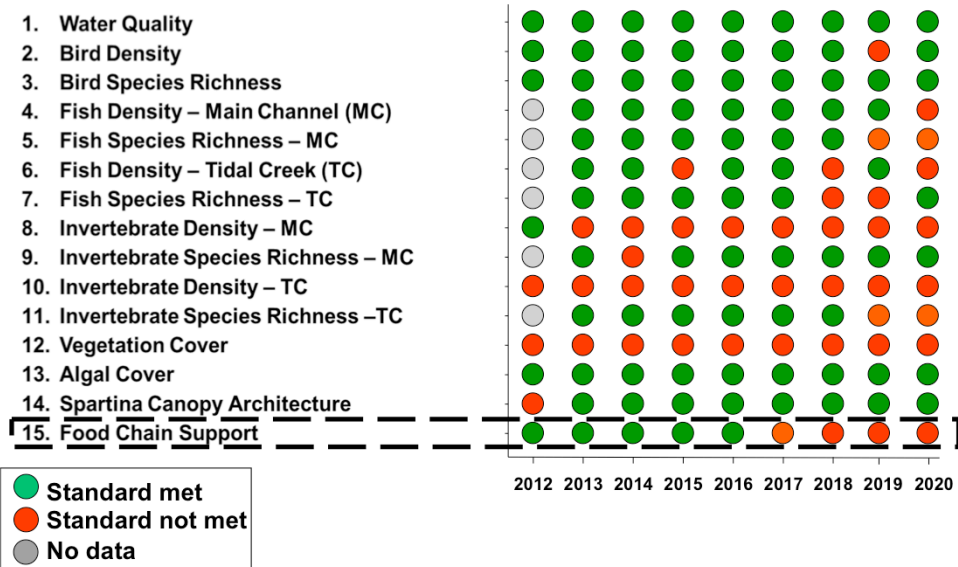 1. Water Quality
2. Bird Density
3. Bird Species Richness
4. Fish Density – Main Channel (MC)
5. Fish Species Richness – MC
6. Fish Density – Tidal Creek (TC)
7. Fish Species Richness – TC
8. Invertebrate Density – MC
9. Invertebrate Species Richness – MC
10. Invertebrate Density – TC
11. Invertebrate Species Richness –TC
12. Vegetation Cover
13. Algal Cover
14. Spartina Canopy Architecture
15. Food Chain Support
2012 2013 2014 2015 2016 2017 2018 2019 2020
Standard met
Standard not met
No data